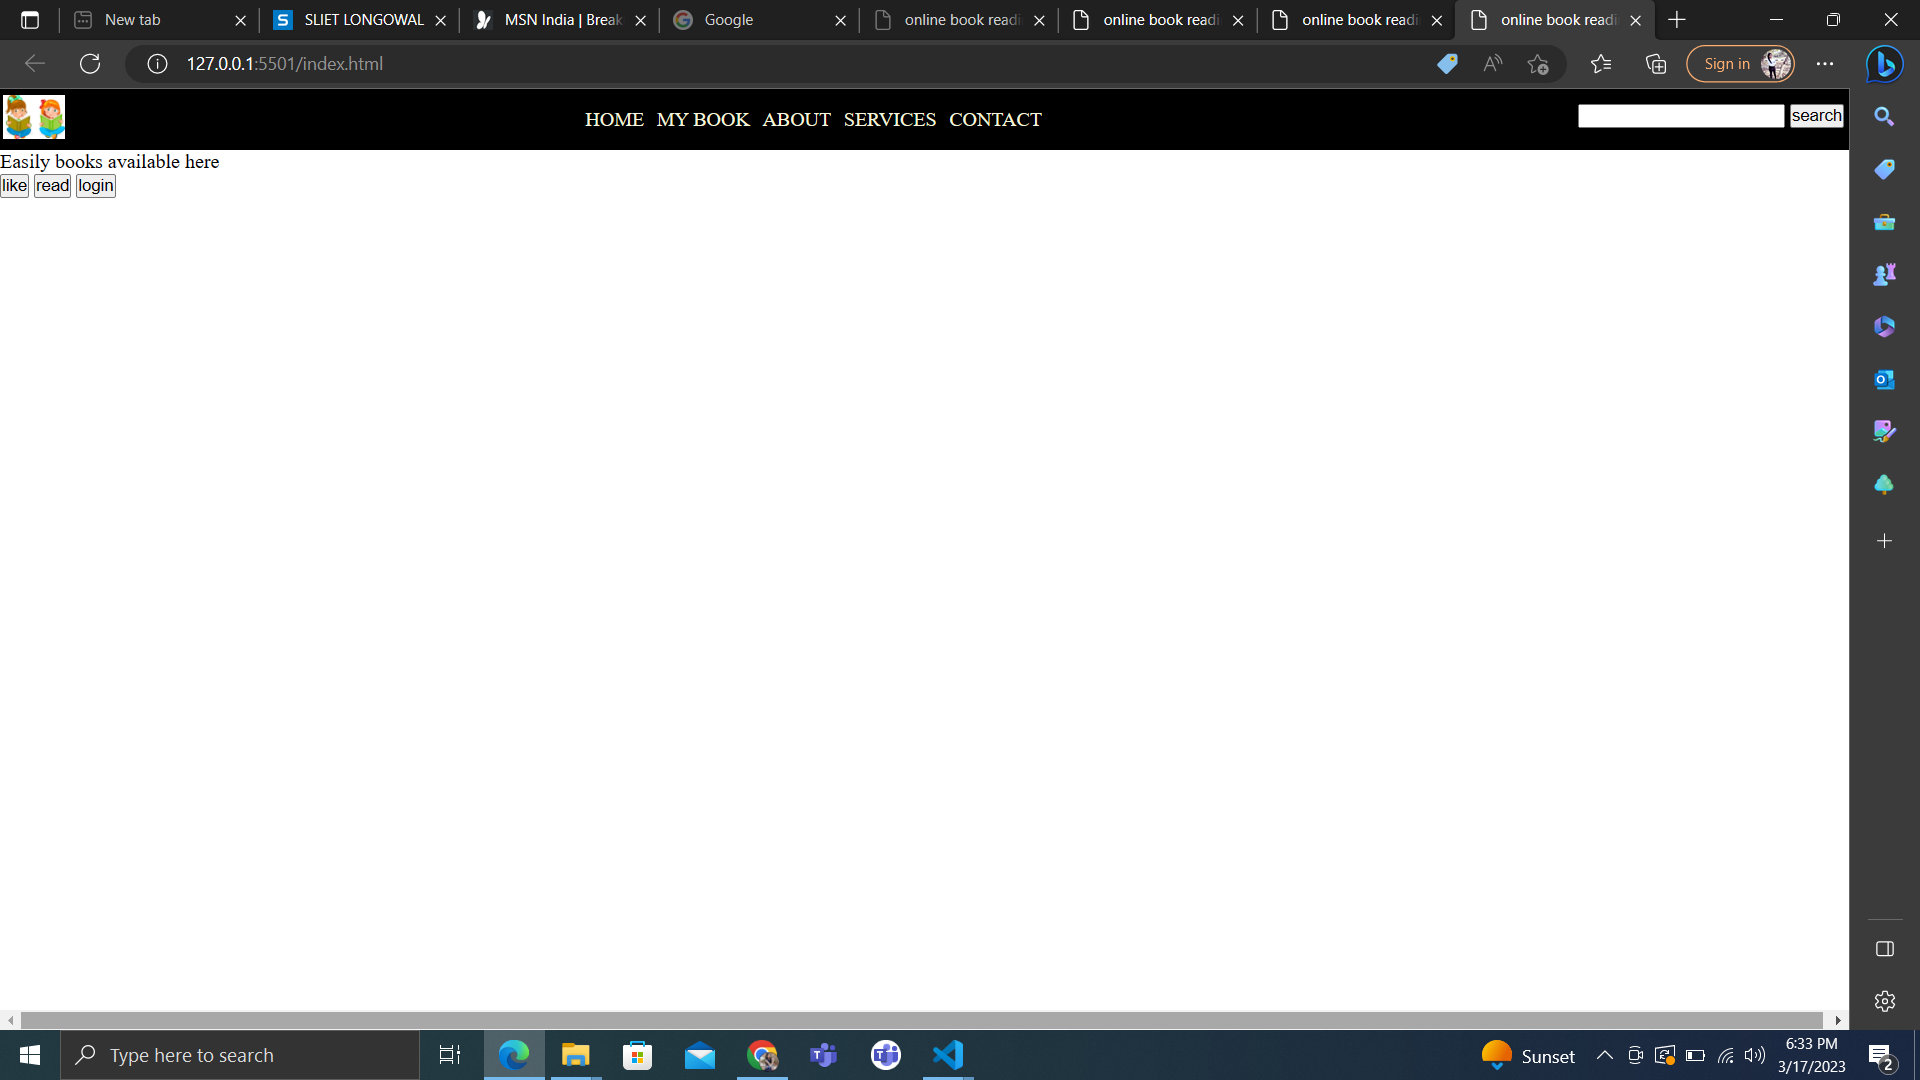 New tab
SLIET LONGOWAL
MSN India | Break
Google
online book readi
online book readi
online book readi
online book readi
127.0.0.1:5501/index.html
Sign in
HOME MY BOOK ABOUT SERVICES CONTACT
search
Easily books available here
like read login
Type here to search
Sunset
6:33 PM
3/17/2023
2